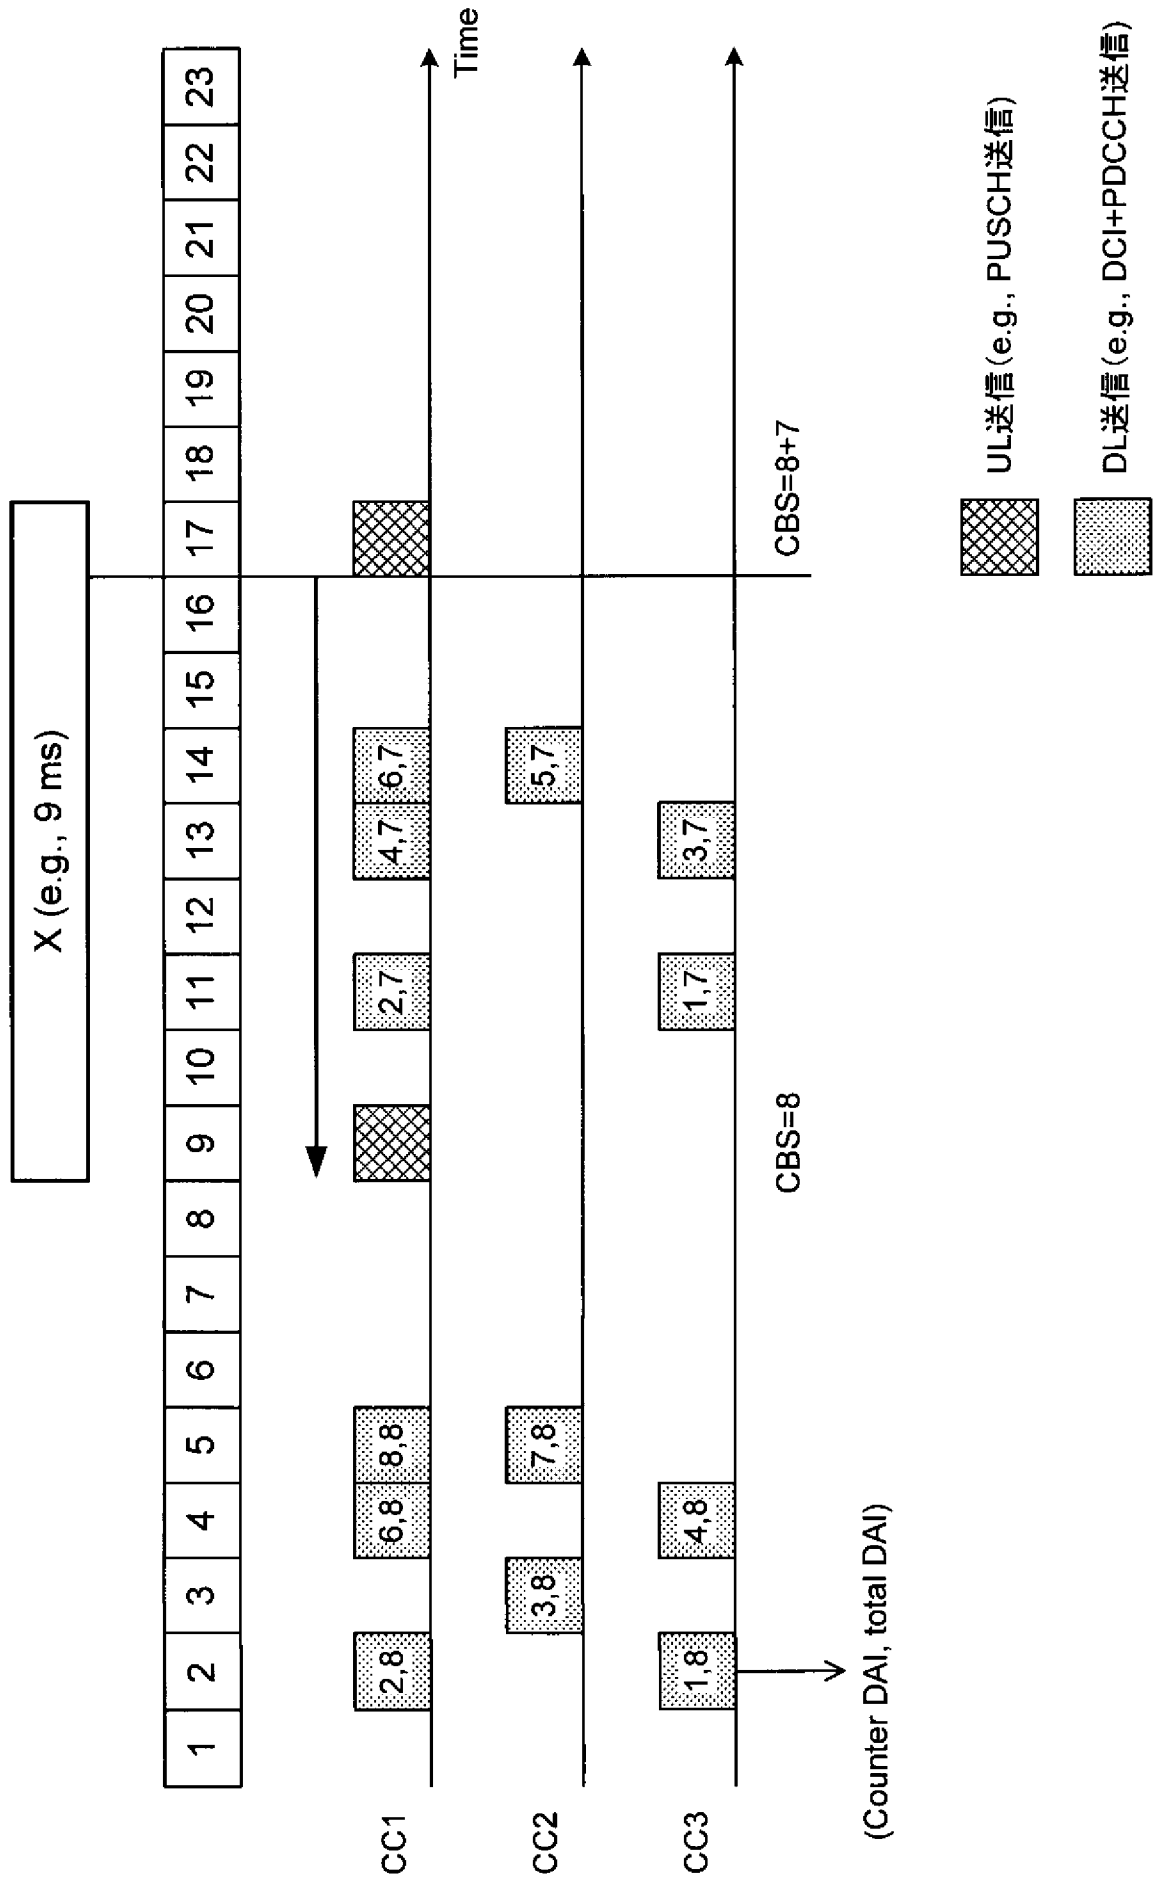 X (e.g., 9 ms)
1 2 3 4 5 6 7 8 9 10 11 12 13 14 15 16 17 18 19 20 21 22 23
CC1 2,8 6,8 8,8 2,7 4,7 6,7
Time
CC2 3,8 7,8 5,7
CC3 1,8 4,8 1,7 3,7
CBS=8 CBS=8+7
(Counter DAI, total DAI)
UL送信(e.g., PUSCH送信)
DL送信(e.g., DCI+PDCCH送信)